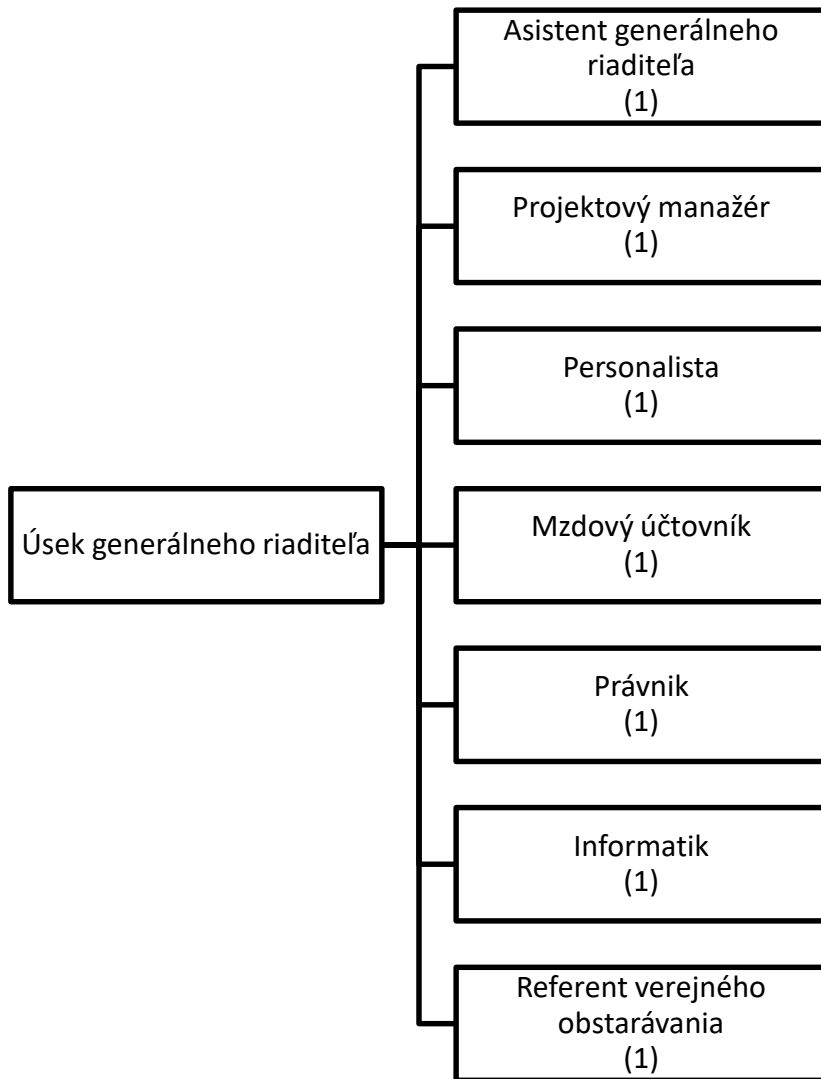 Asistent generálneho
riaditeľa
(1)
Projektový manažér
(1)
Personalista
(1)
Úsek generálneho riaditeľa
Mzdový účtovník
(1)
Právnik
(1)
Informatik
(1)
Referent verejného
obstarávania
(1)